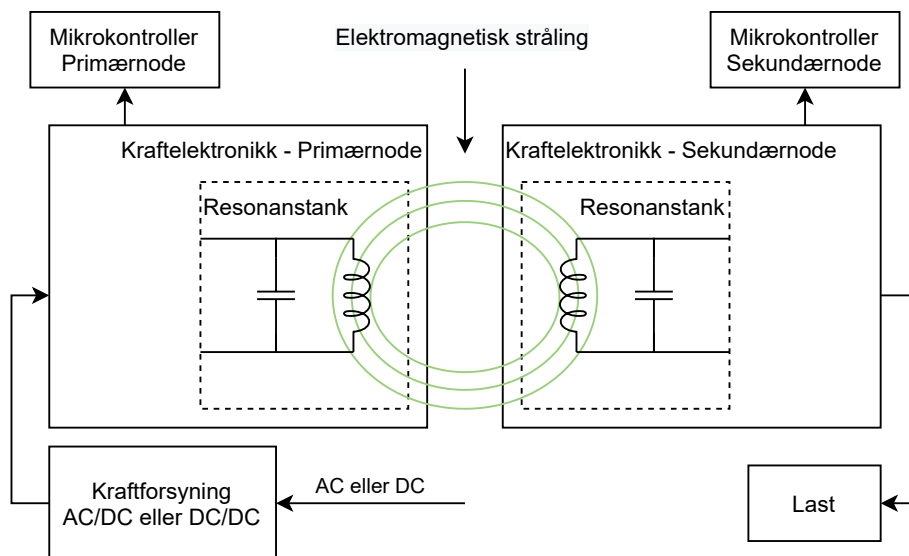 Mikrokontroller
Primærnode
Elektromagnetisk stråling
Mikrokontroller
Sekundærnode
Kraftelektronikk - Primærnode
Kraftelektronikk - Sekundærnode
Resonanstank
Resonanstank
Kraftforsyning
AC/DC eller DC/DC
AC eller DC
Last